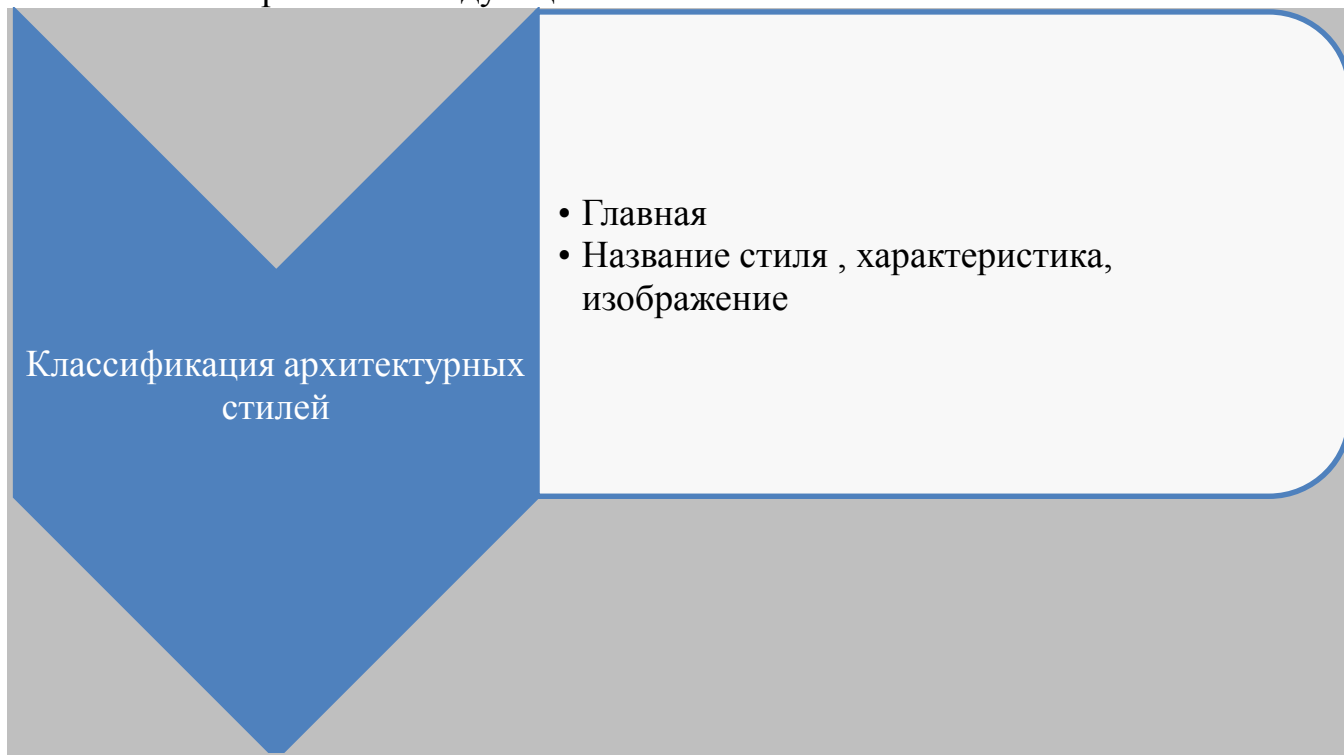 • Главная
• Название стиля , характеристика,
изображение
Классификация архитектурных
стилей